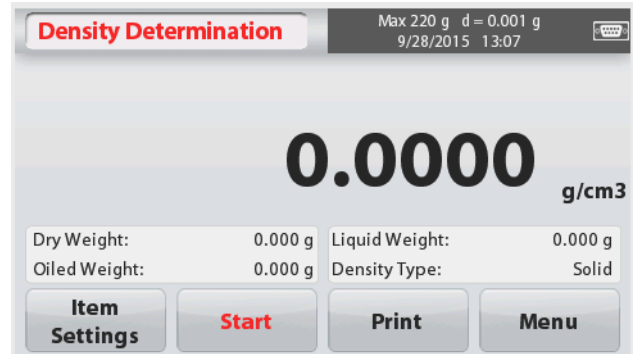 Density Determination
Max 220 g d = 0.001 g
9/28/2015 13:07
0.0000
g/cm3
Dry Weight: 0.000 g
Liquid Weight: 0.000 g
Oiled Weight: 0.000 g
Density Type: Solid
Item
Settings
Start
Print
Menu